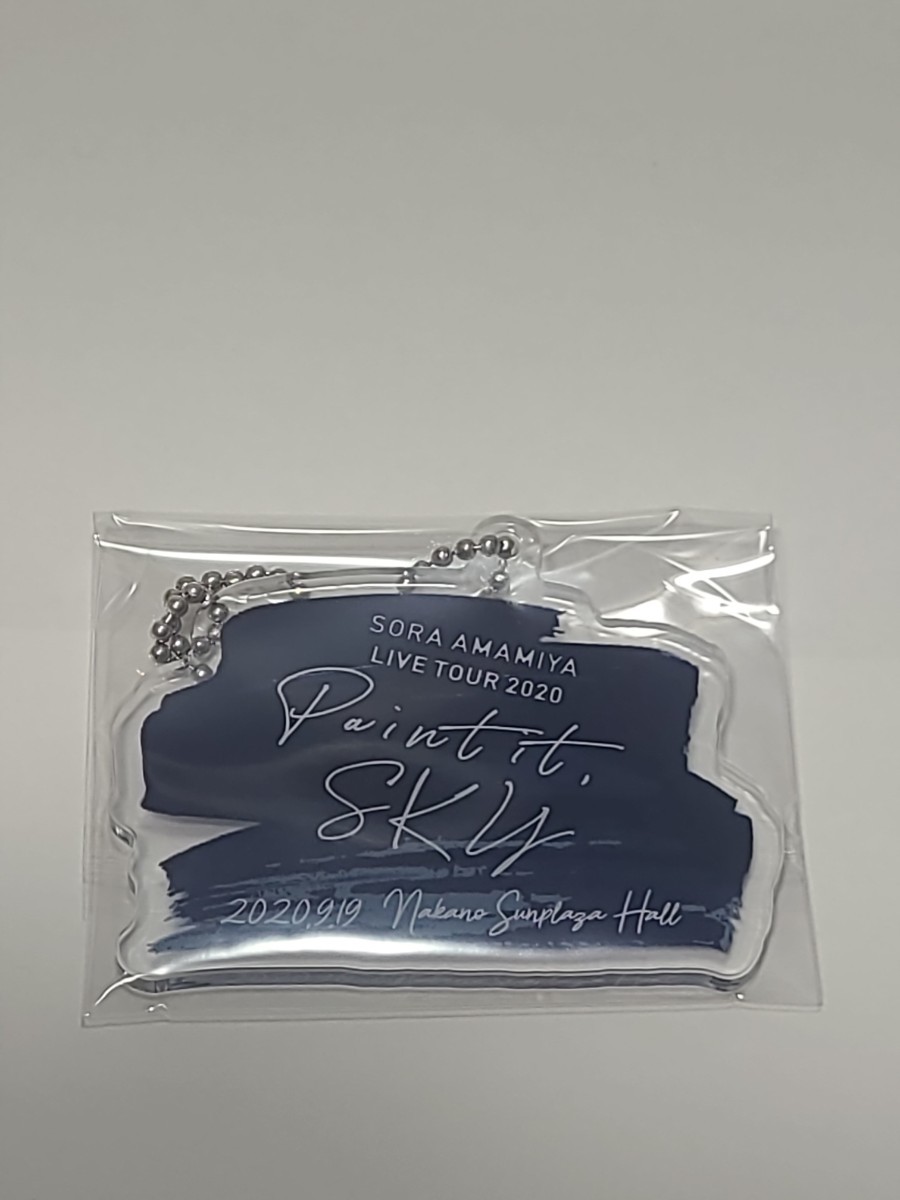 SORA AMAMIYA
LIVE TOUR 2020
Paint it,
SKY
2020.9.19 Nakano Sunplaza Hall